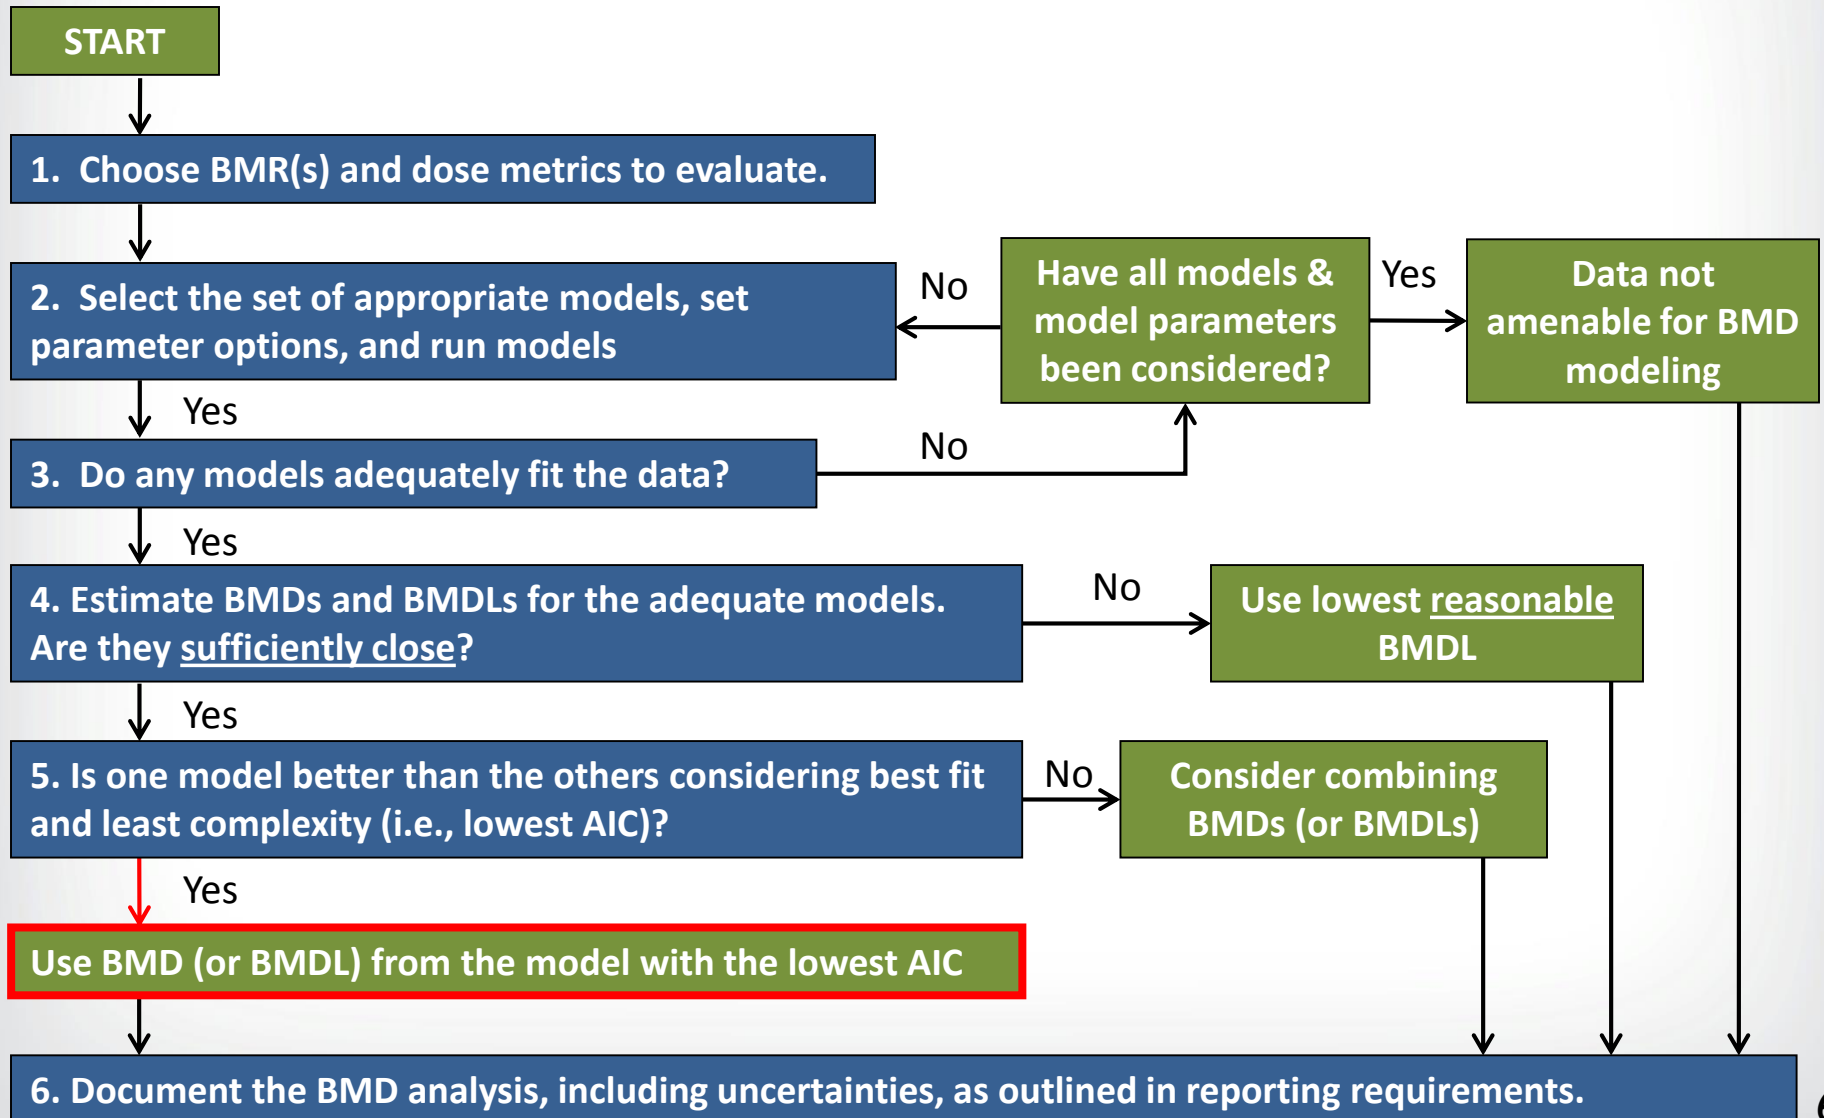 START
1. Choose BMR(s) and dose metrics to evaluate.
2. Select the set of appropriate models, set
parameter options, and run models
No
Have all models &
model parameters
been considered?
Yes
Data not
amenable for BMD
modeling
Yes
3. Do any models adequately fit the data?
No
Yes
4. Estimate BMDs and BMDLs for the adequate models.
Are they sufficiently close?
No
Use lowest reasonable
BMDL
Yes
5. Is one model better than the others considering best fit
and least complexity (i.e., lowest AIC)?
No
Consider combining
BMDs (or BMDLs)
Yes
Use BMD (or BMDL) from the model with the lowest AIC
6. Document the BMD analysis, including uncertainties, as outlined in reporting requirements.